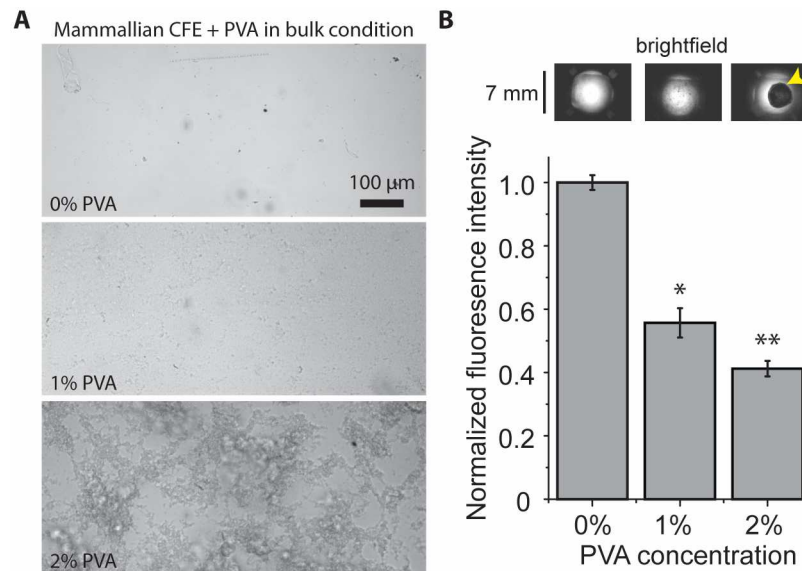 A
Mammallian CFE + PVA in bulk condition
0% PVA
100 µm
1% PVA
2% PVA
B
brightfield
7 mm
Normalized fluoresence intensity
1.0
0.8
0.6
0.4
0.2
0
*
**
0%
1%
2%
PVA concentration